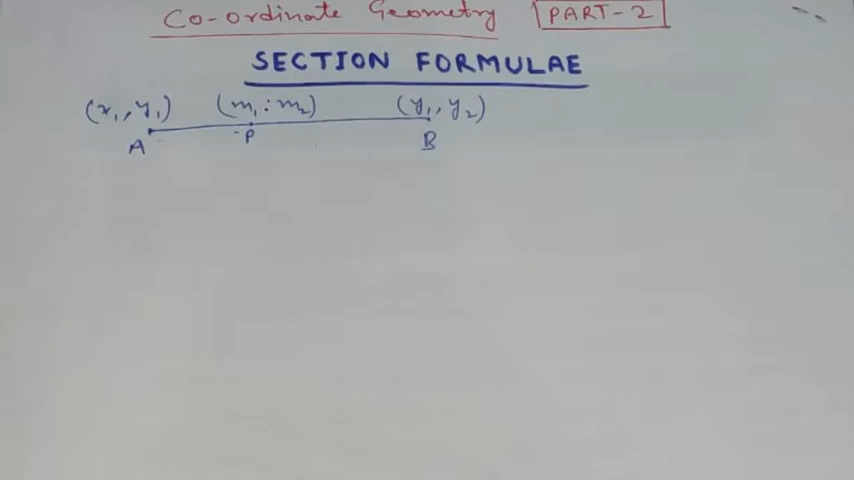 Co-ordinate Geometry PART-2
SECTION FORMULAE
(x₁, y₁) (m₁ : m₂) (y₁, y₂)
A P B